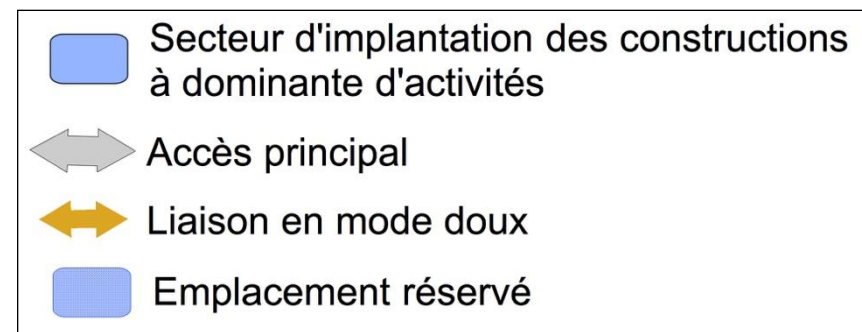 Secteur d'implantation des constructions
à dominante d'activités
Accès principal
Liaison en mode doux
Emplacement réservé